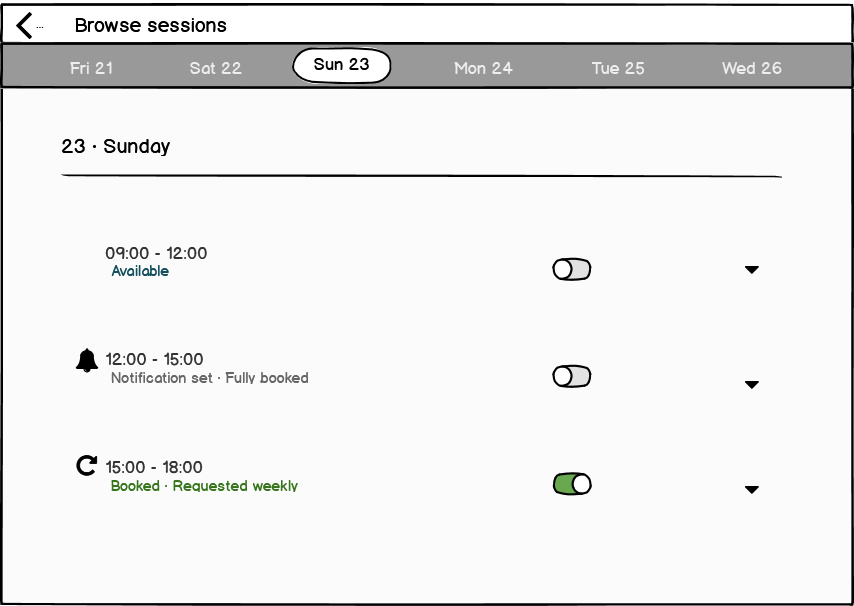 ... Browse sessions
Fri 21 Sat 22 Sun 23 Mon 24 Tue 25 Wed 26
23 · Sunday
09:00 - 12:00
Available
12:00 - 15:00
Notification set · Fully booked
15:00 - 18:00
Booked · Requested weekly